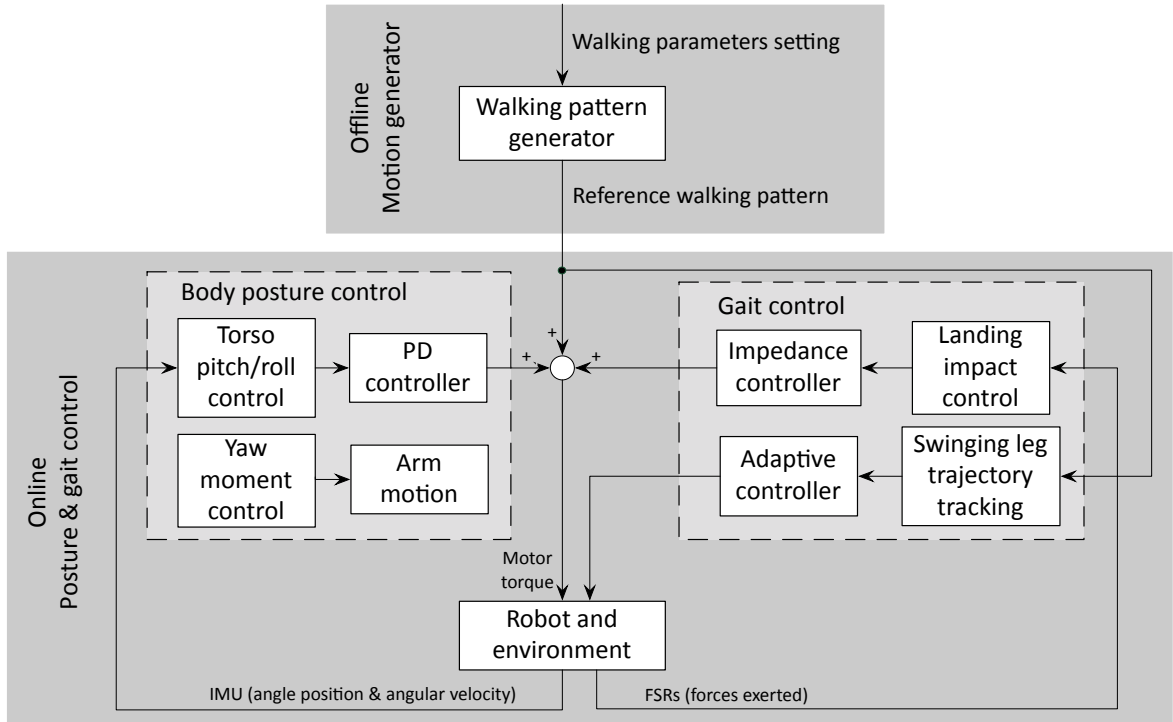 Offline
Motion generator
Walking parameters setting
Walking pattern
generator
Reference walking pattern
Online
Posture & gait control
Body posture control
Torso
pitch/roll
control
PD
controller
Yaw
moment
control
Arm
motion
+
+
+
Gait control
Impedance
controller
Landing
impact
control
Adaptive
controller
Swinging leg
trajectory
tracking
Motor
torque
Robot and
environment
IMU (angle position & angular velocity)
FSRs (forces exerted)